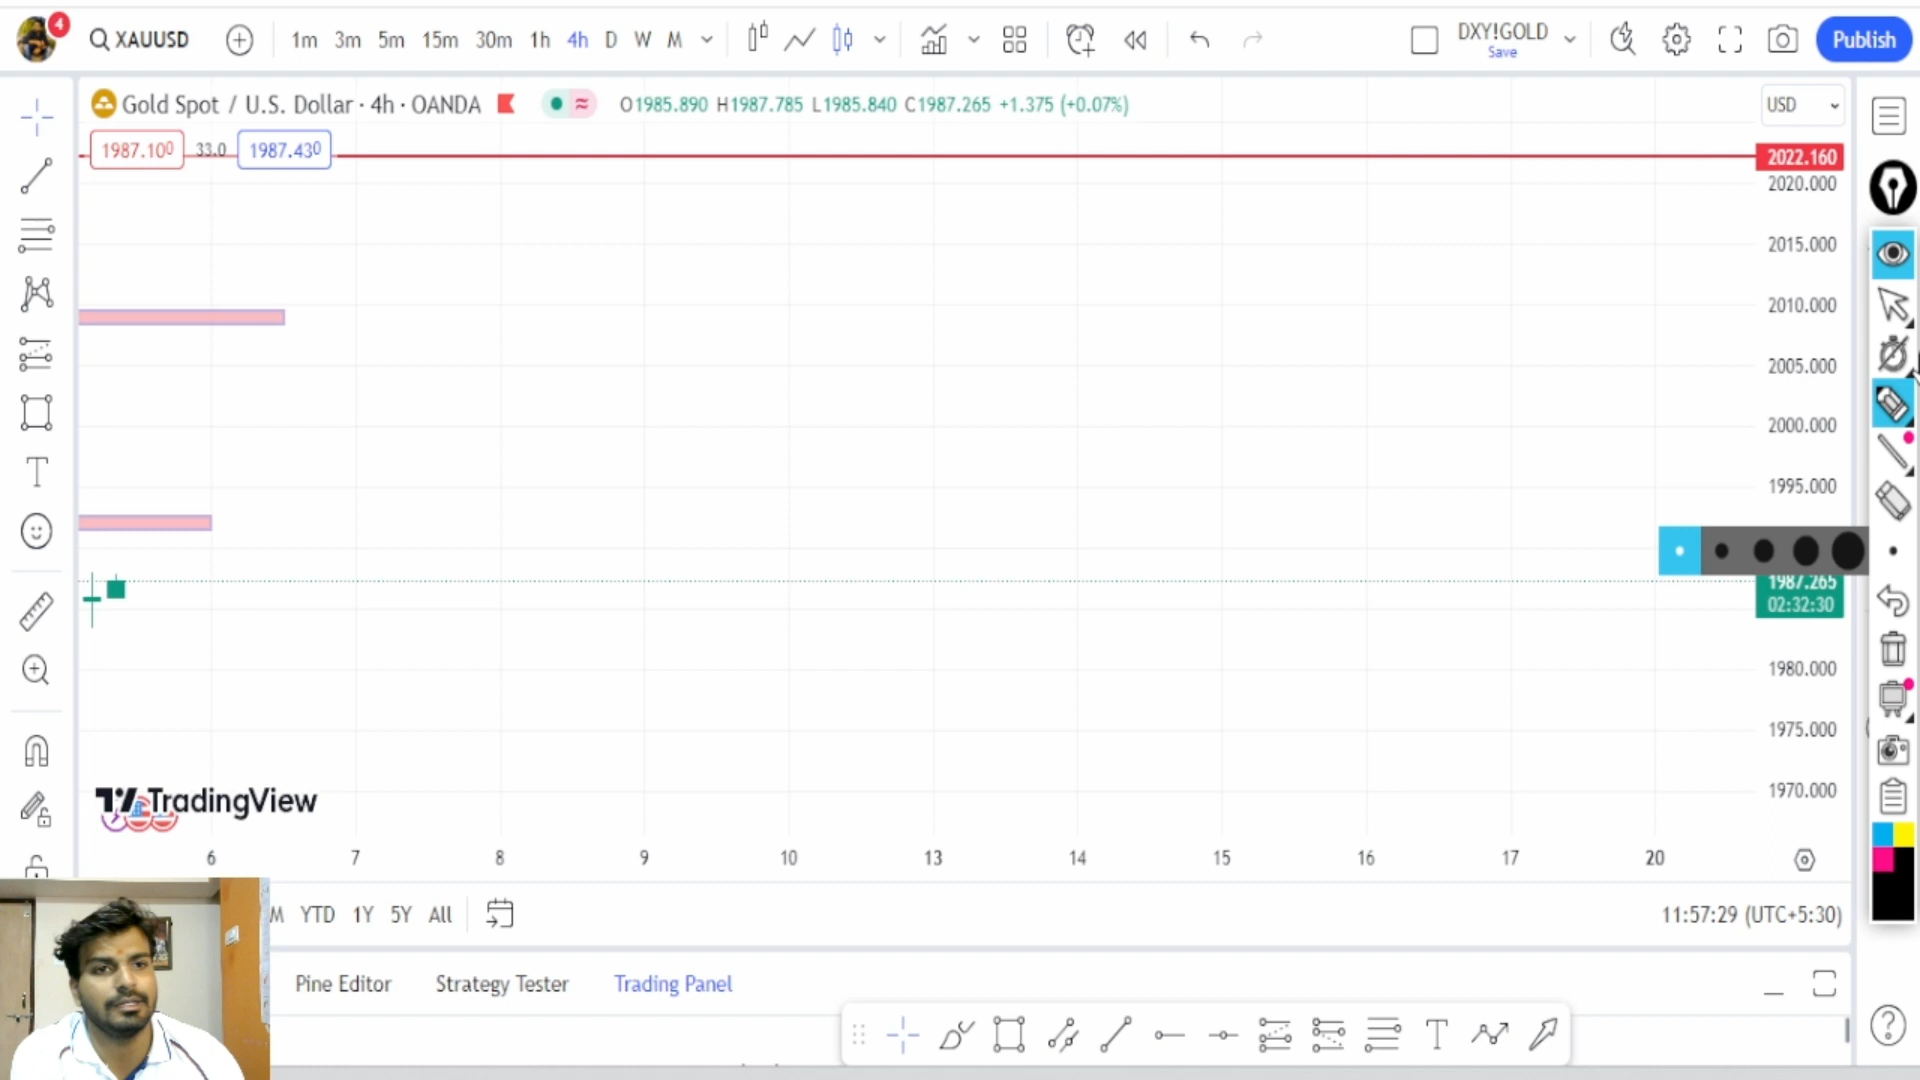 4
XAUUSD 1m 3m 5m 15m 30m 1h 4h D W M DXY!GOLD Save Publish
Gold Spot / U.S. Dollar · 4h · OANDA O1985.890 H1987.785 L1985.840 C1987.265 +1.375 (+0.07%) USD
1987.100 33.0 1987.430
2022.160
2020.000
2015.000
2010.000
2005.000
2000.000
1995.000
1987.265
02:32:30
1980.000
1975.000
1970.000
TradingView
6 7 8 9 10 13 14 15 16 17 20
M YTD 1Y 5Y All 11:57:29 (UTC+5:30)
Pine Editor Strategy Tester Trading Panel